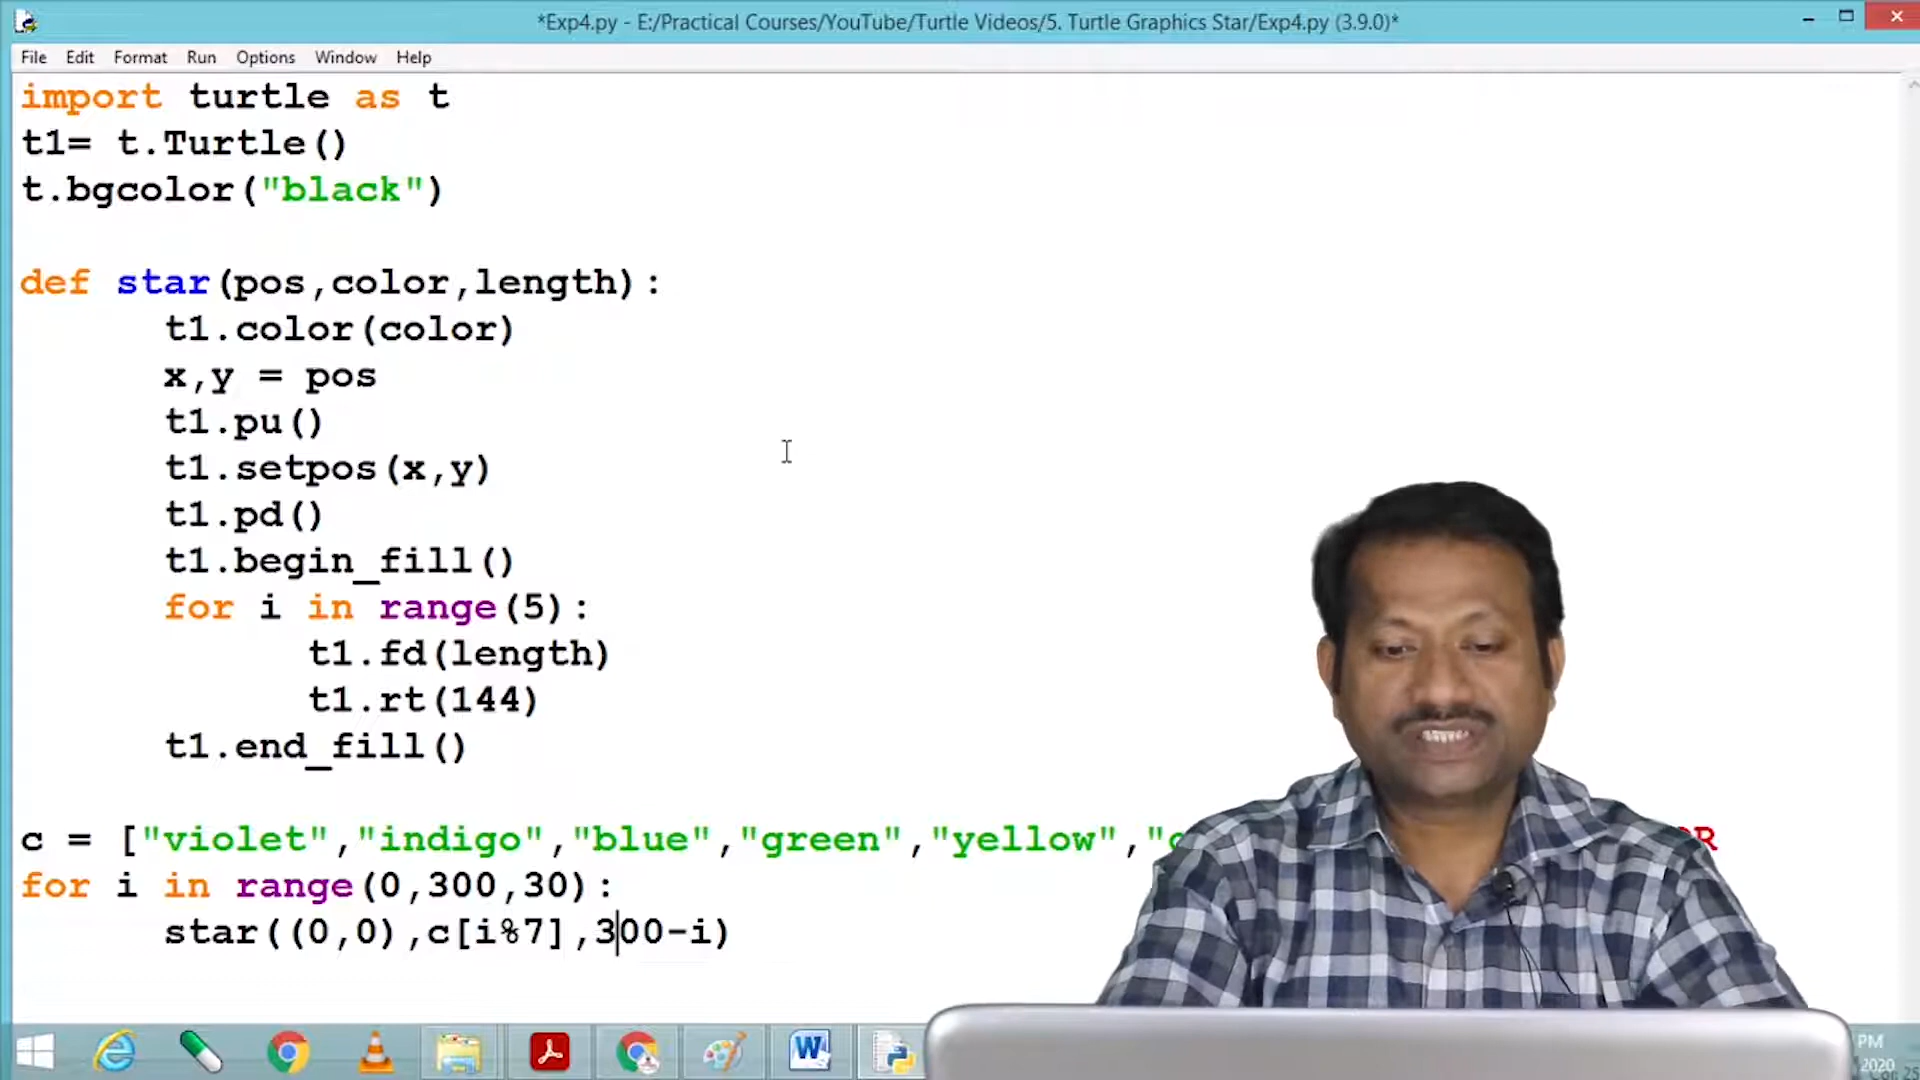 *Exp4.py - E:/Practical Courses/YouTube/Turtle Videos/5. Turtle Graphics Star/Exp4.py (3.9.0)*
File Edit Format Run Options Window Help
import turtle as t
t1= t.Turtle()
t.bgcolor("black")
def star(pos,color,length):
t1.color(color)
x,y = pos
t1.pu()
t1.setpos(x,y)
t1.pd()
t1.begin_fill()
for i in range(5):
t1.fd(length)
t1.rt(144)
t1.end_fill()
c = ["violet","indigo","blue","green","yellow","
for i in range(0,300,30):
star((0,0),c[i%7],300-i)
PM
2020